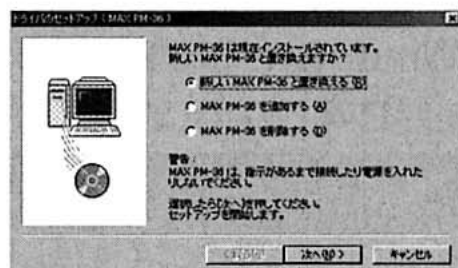 ドライバのセットアップ (MAX PM-36)
MAX PM-36 は現在インストールされています。
新しい MAX PM-36 と置き換えますか?
新しい MAX PM-36 と置き換える (R)
MAX PM-36 を追加する (A)
MAX PM-36 を削除する (D)
警告:
MAX PM-36 は、指示があるまで接続したり電源を入れた
りしないでください。
選択したら[次へ]を押してください。
セットアップを開始します。
次へ(N) >
キャンセル